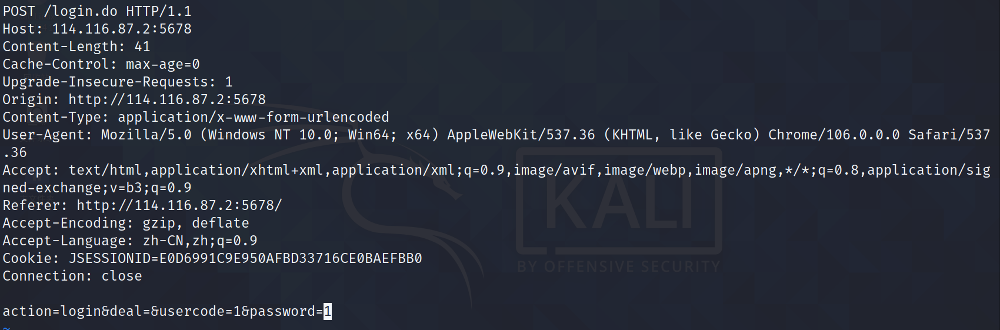 POST /login.do HTTP/1.1
Host: 114.116.87.2:5678
Content-Length: 41
Cache-Control: max-age=0
Upgrade-Insecure-Requests: 1
Origin: http://114.116.87.2:5678
Content-Type: application/x-www-form-urlencoded
User-Agent: Mozilla/5.0 (Windows NT 10.0; Win64; x64) AppleWebKit/537.36 (KHTML, like Gecko) Chrome/106.0.0.0 Safari/537
.36
Accept: text/html,application/xhtml+xml,application/xml;q=0.9,image/avif,image/webp,image/apng,*/*;q=0.8,application/sig
ned-exchange;v=b3;q=0.9
Referer: http://114.116.87.2:5678/
Accept-Encoding: gzip, deflate
Accept-Language: zh-CN,zh;q=0.9
Cookie: JSESSIONID=E0D6991C9E950AFBD33716CE0BAEFBB0
Connection: close
action=login&deal=&usercode=1&password=1
~
KALI
BY OFFENSIVE SECURITY